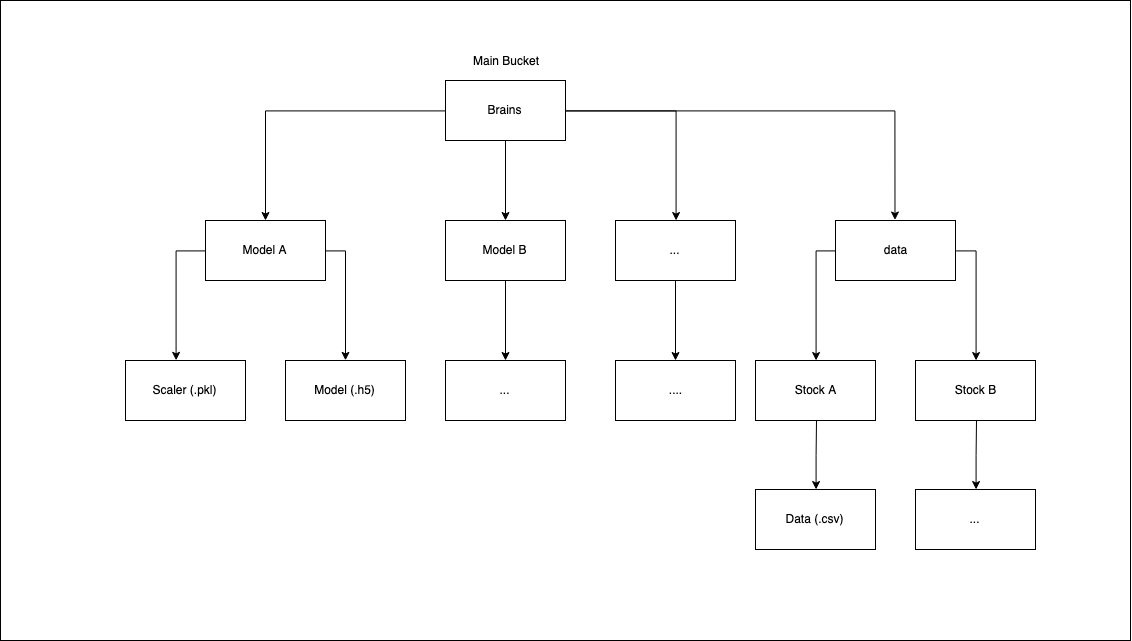 Main Bucket
Brains
Model A
Model B
...
data
Scaler (.pkl)
Model (.h5)
...
....
Stock A
Stock B
Data (.csv)
...